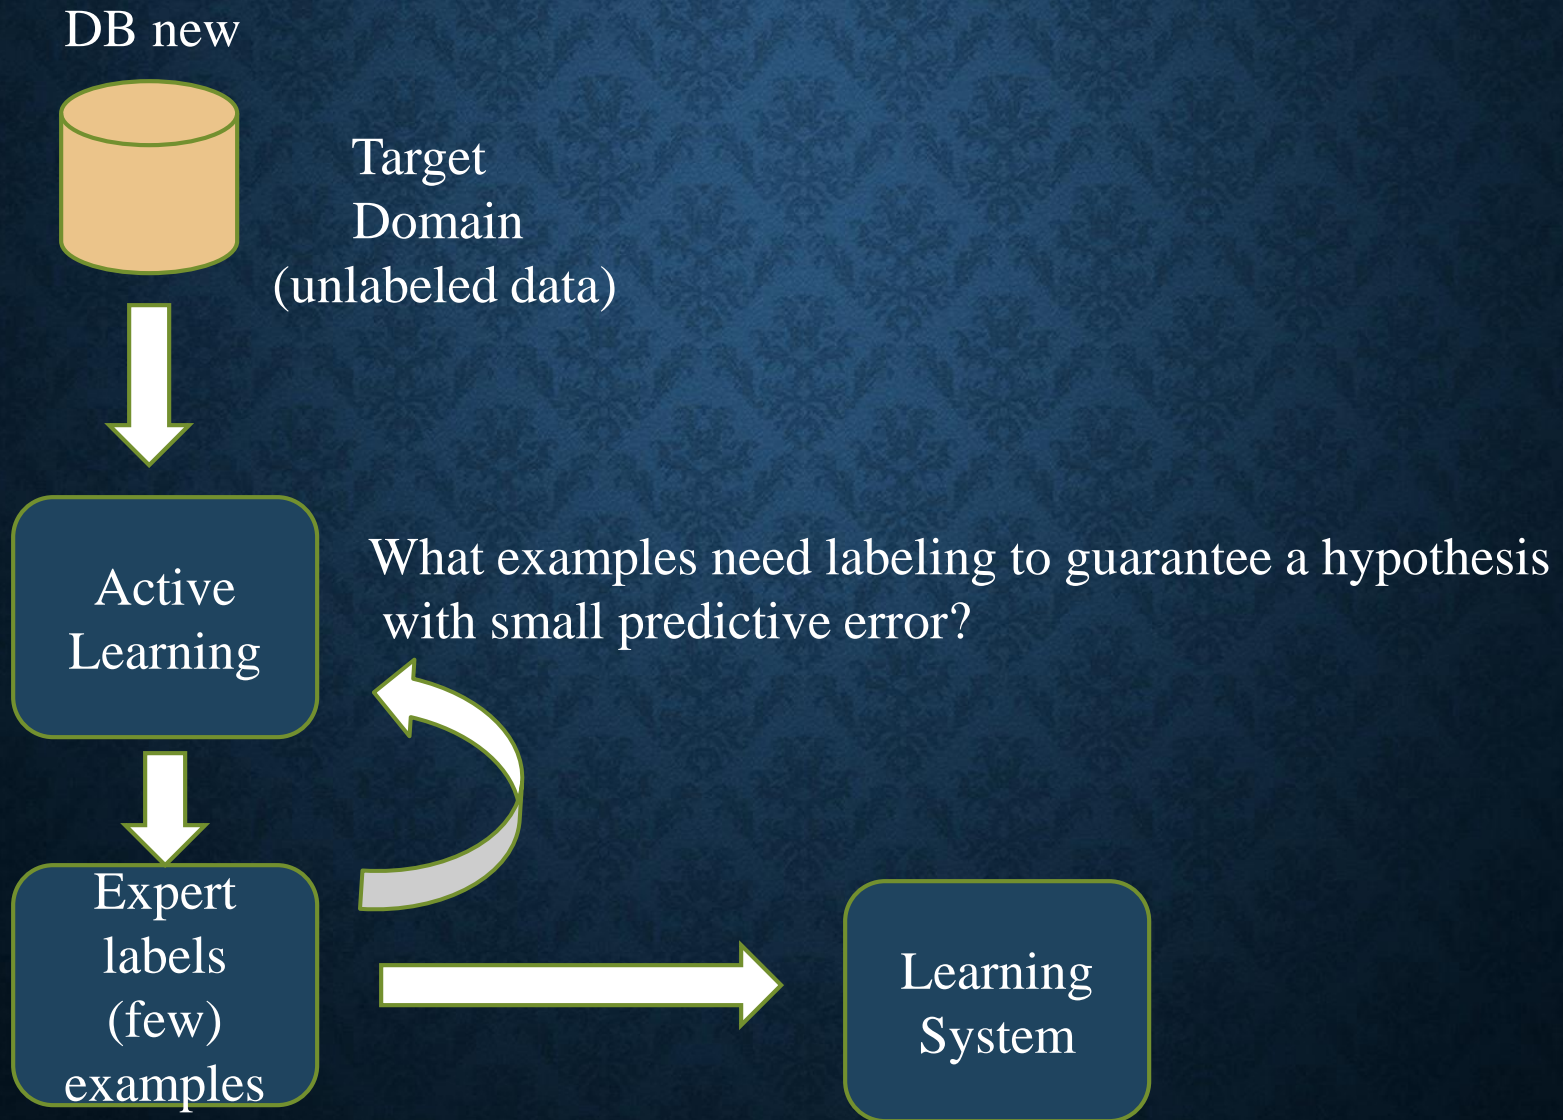 DB new
Target
Domain
(unlabeled data)
Active
Learning
What examples need labeling to guarantee a hypothesis
with small predictive error?
Expert
labels
(few)
examples
Learning
System